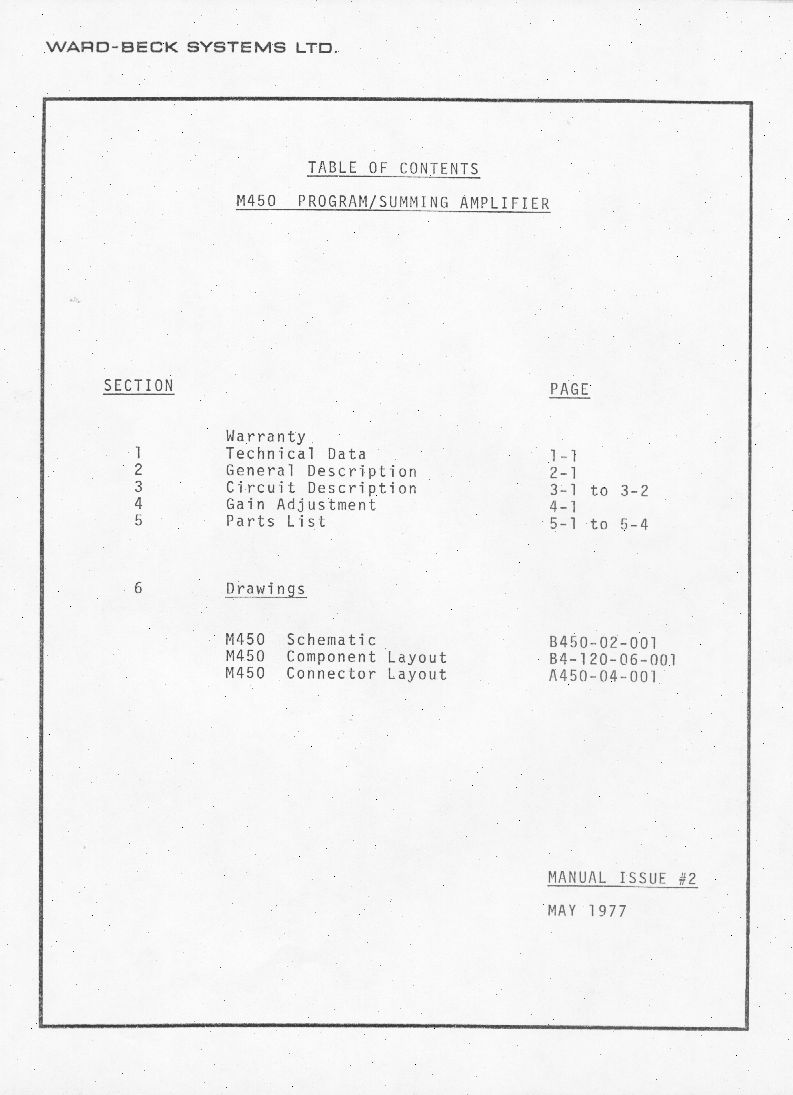 WARD-BECK SYSTEMS LTD.
TABLE OF CONTENTS
M450 PROGRAM/SUMMING AMPLIFIER
SECTION PAGE
Warranty
1 Technical Data 1-1
2 General Description 2-1
3 Circuit Description 3-1 to 3-2
4 Gain Adjustment 4-1
5 Parts List 5-1 to 5-4
6 Drawings
M450 Schematic B450-02-001
M450 Component Layout B4-120-06-001
M450 Connector Layout A450-04-001
MANUAL ISSUE #2
MAY 1977